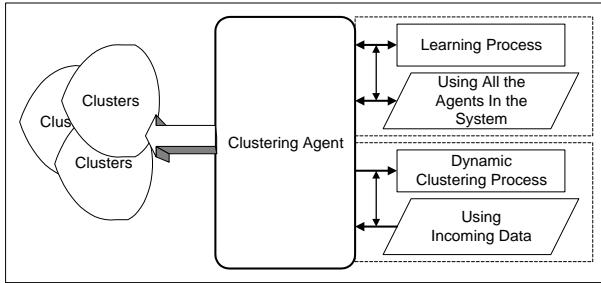 Clusters
Clus
Clusters
Clustering Agent
Learning Process
Using All the
Agents In the
System
Dynamic
Clustering Process
Using
Incoming Data